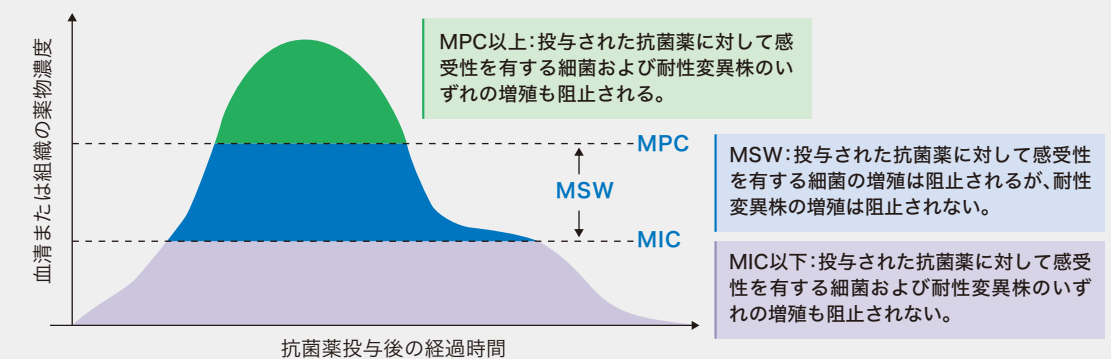 血清または組織の薬物濃度
MPC以上：投与された抗菌薬に対して感
受性を有する細菌および耐性変異株のい
ずれの増殖も阻止される。
MPC
MSW
MIC
MSW：投与された抗菌薬に対して感受性
を有する細菌の増殖は阻止されるが、耐性
変異株の増殖は阻止されない。
MIC以下：投与された抗菌薬に対して感受
性を有する細菌および耐性変異株のいず
れの増殖も阻止されない。
抗菌薬投与後の経過時間